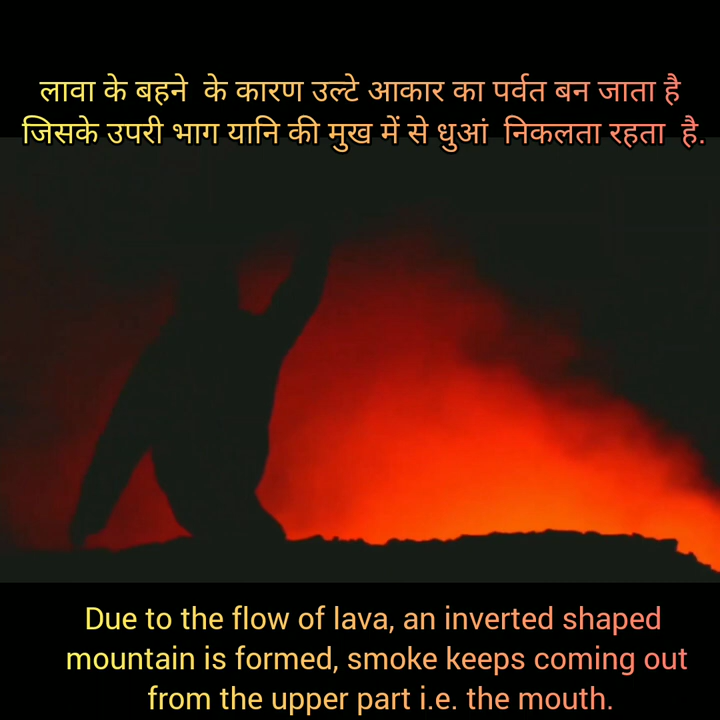 लावा के बहने के कारण उल्टे आकार का पर्वत बन जाता है
जिसके उपरी भाग यानि की मुख में से धुआं निकलता रहता है.
Due to the flow of lava, an inverted shaped
mountain is formed, smoke keeps coming out
from the upper part i.e. the mouth.